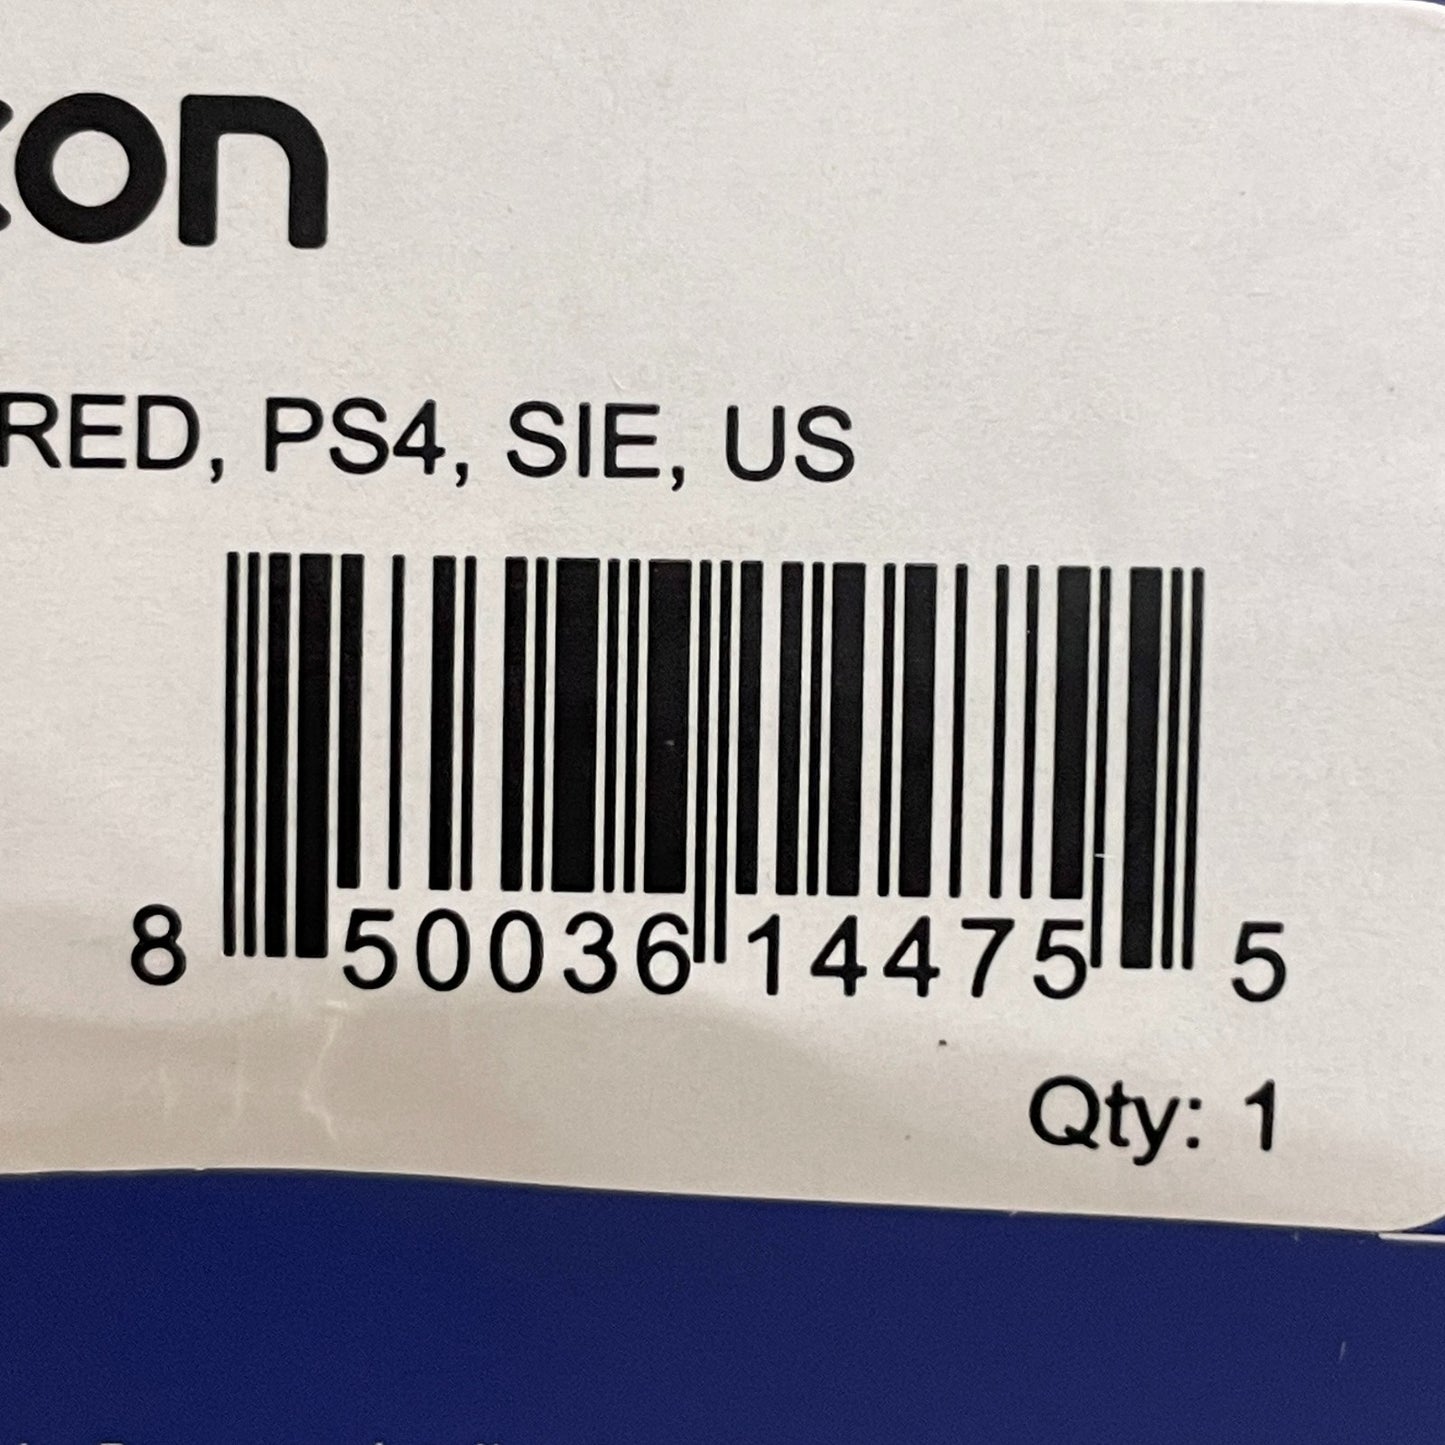 con
RED, PS4, SIE, US
8 50036 14475 5
Qty: 1